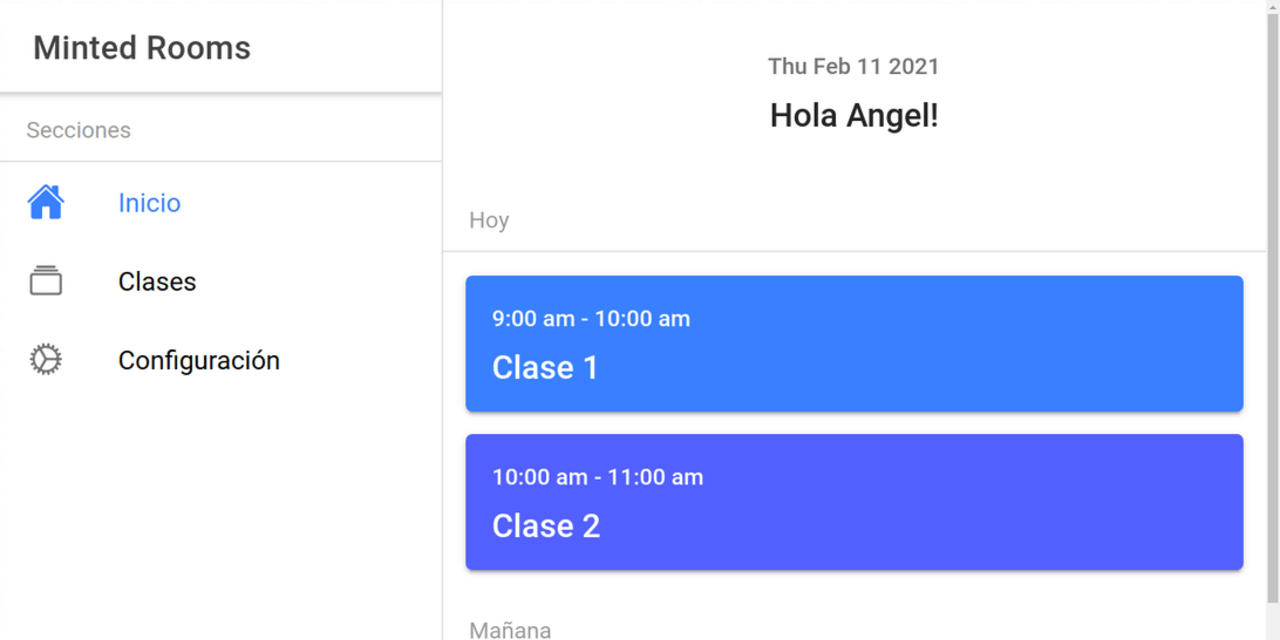 Minted Rooms
Secciones
Inicio
Clases
Configuración
Thu Feb 11 2021
Hola Angel!
Hoy
9:00 am - 10:00 am
Clase 1
10:00 am - 11:00 am
Clase 2
Mañana